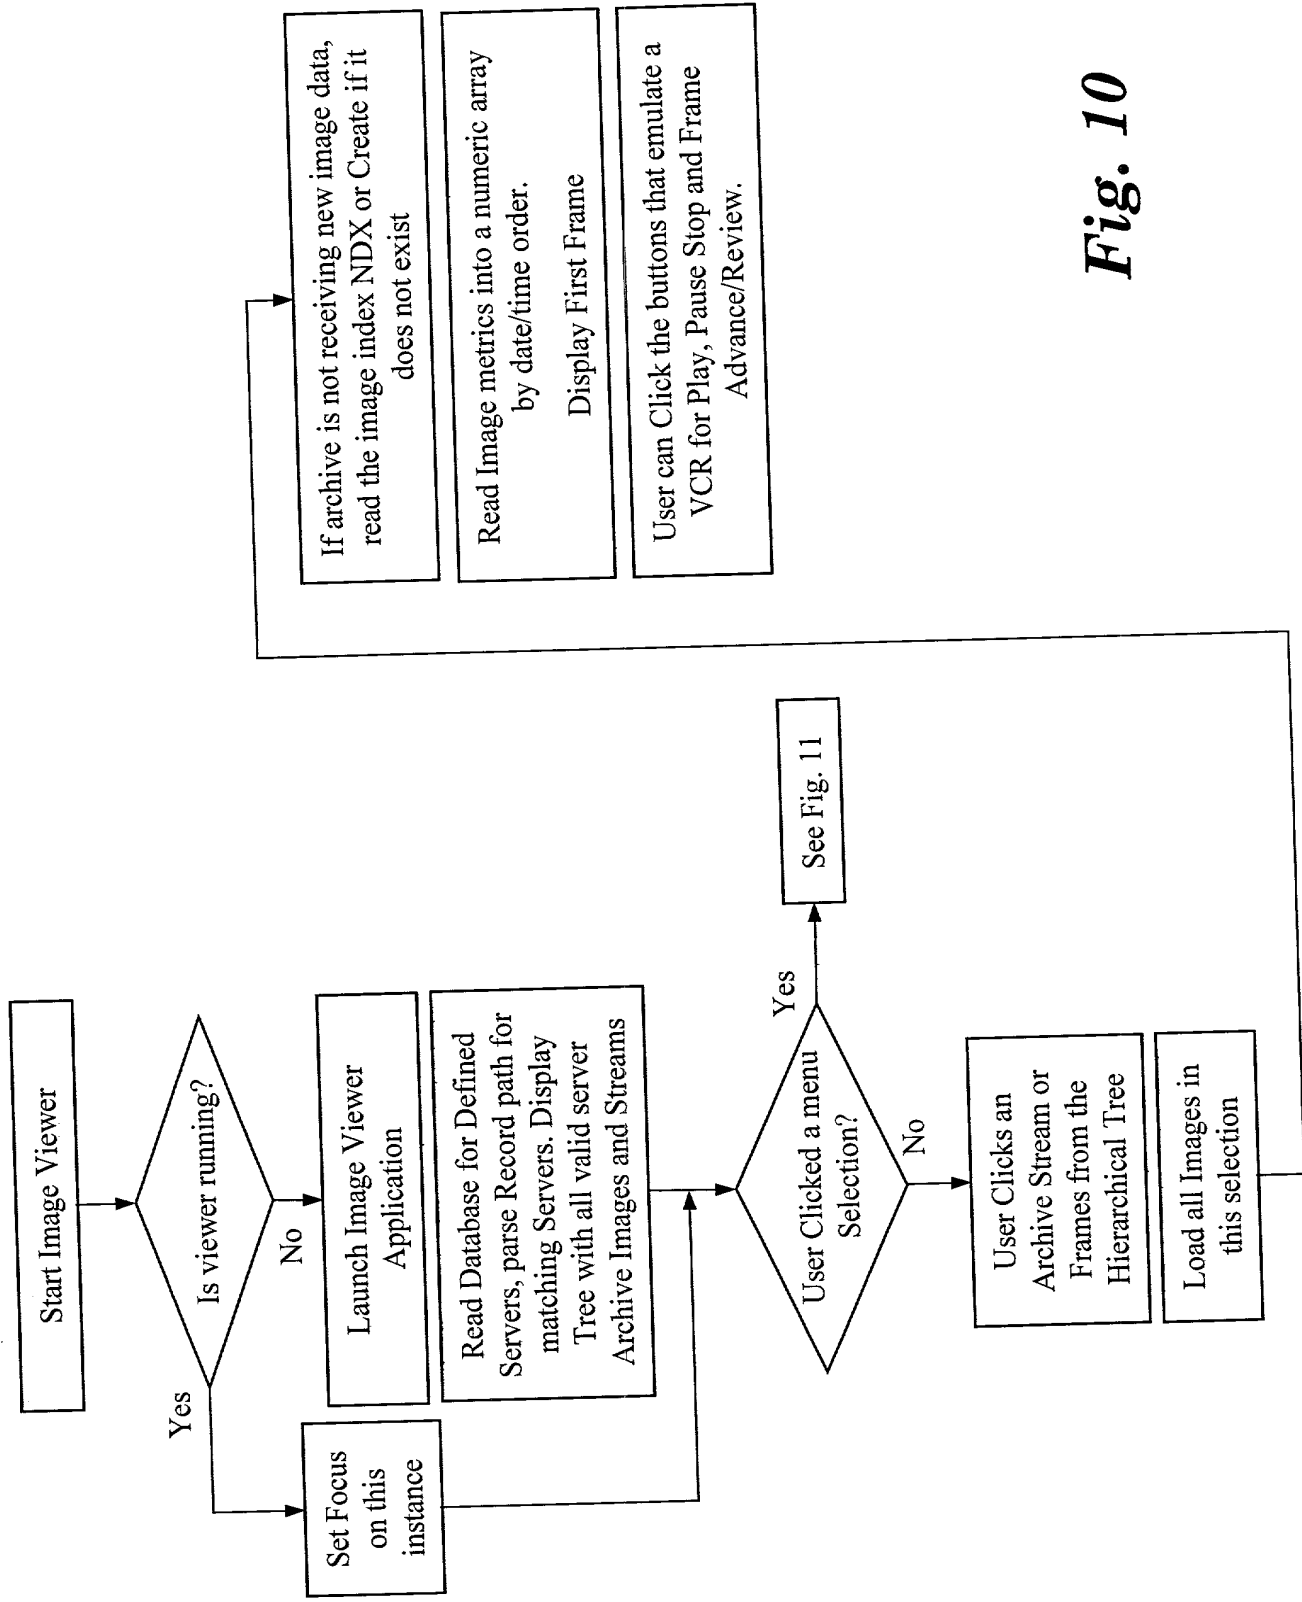 Start Image Viewer
Is viewer running?
Yes
No
Set Focus
on this
instance
Launch Image Viewer
Application
Read Database for Defined
Servers, parse Record path for
matching Servers. Display
Tree with all valid server
Archive Images and Streams
User Clicked a menu
Selection?
Yes
See Fig. 11
No
User Clicks an
Archive Stream or
Frames from the
Hierarchical Tree
Load all Images in
this selection
If archive is not receiving new image data,
read the image index NDX or Create if it
does not exist
Read Image metrics into a numeric array
by date/time order.
Display First Frame
User can Click the buttons that emulate a
VCR for Play, Pause Stop and Frame
Advance/Review.
Fig. 10